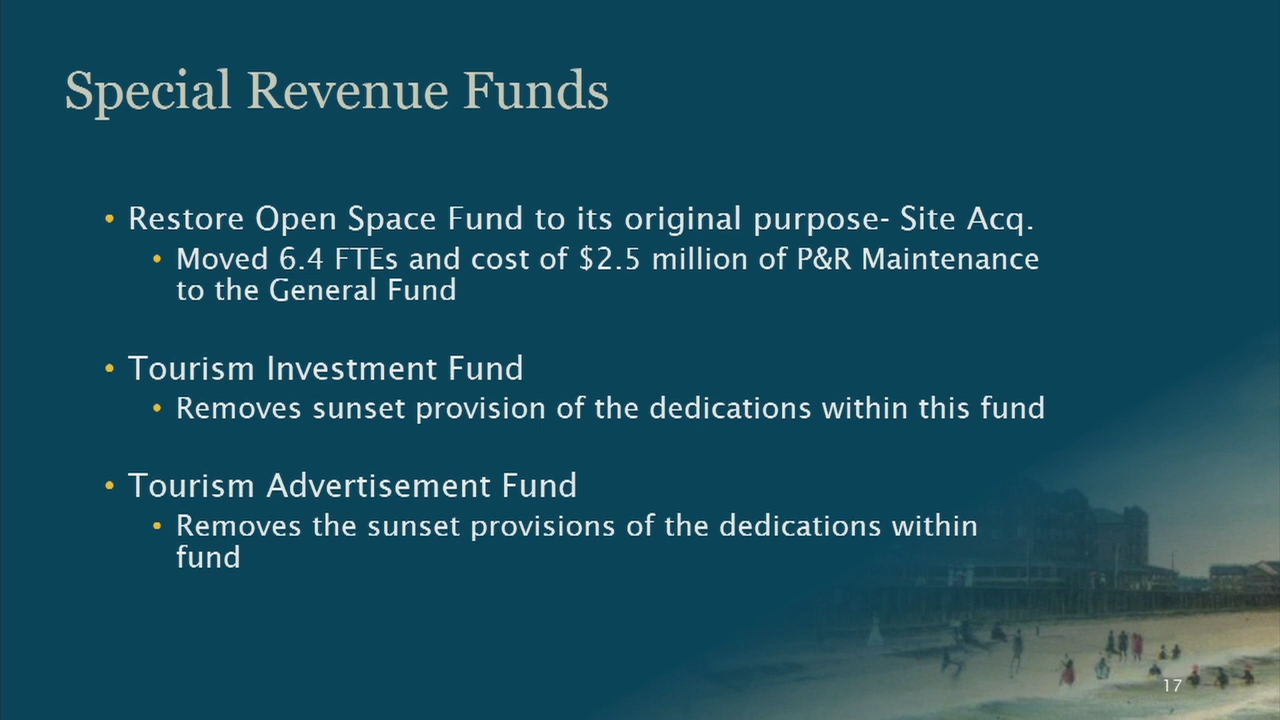 Special Revenue Funds
• Restore Open Space Fund to its original purpose- Site Acq.
• Moved 6.4 FTEs and cost of $2.5 million of P&R Maintenance
to the General Fund
• Tourism Investment Fund
• Removes sunset provision of the dedications within this fund
• Tourism Advertisement Fund
• Removes the sunset provisions of the dedications within
fund
17